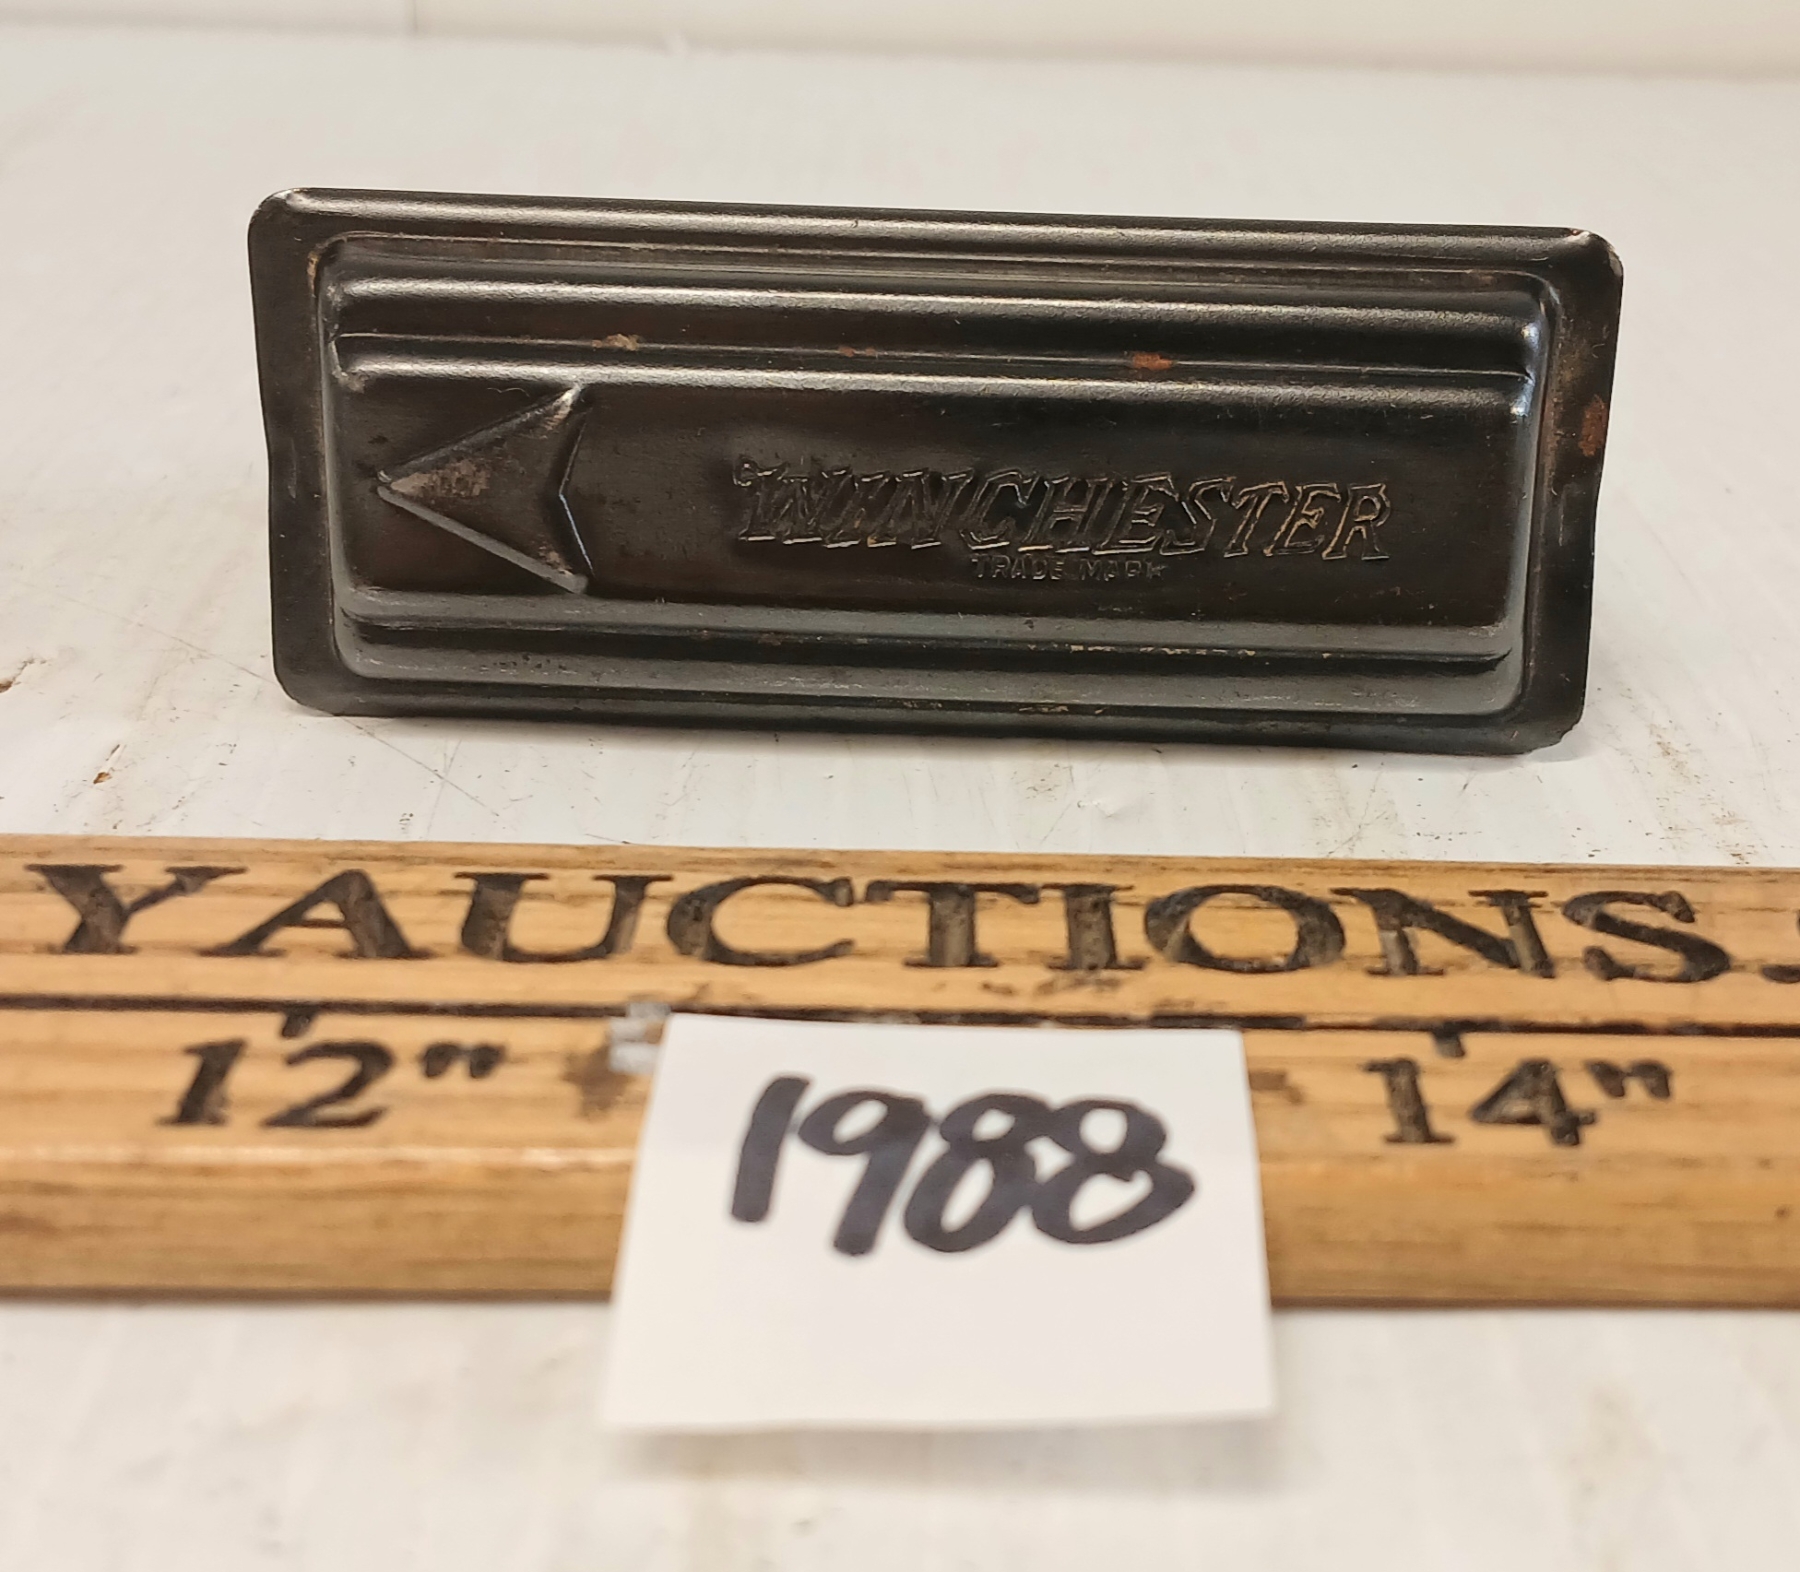 WINCHESTER
TRADE MARK
YAUCTIONS.
12" 14"
1988